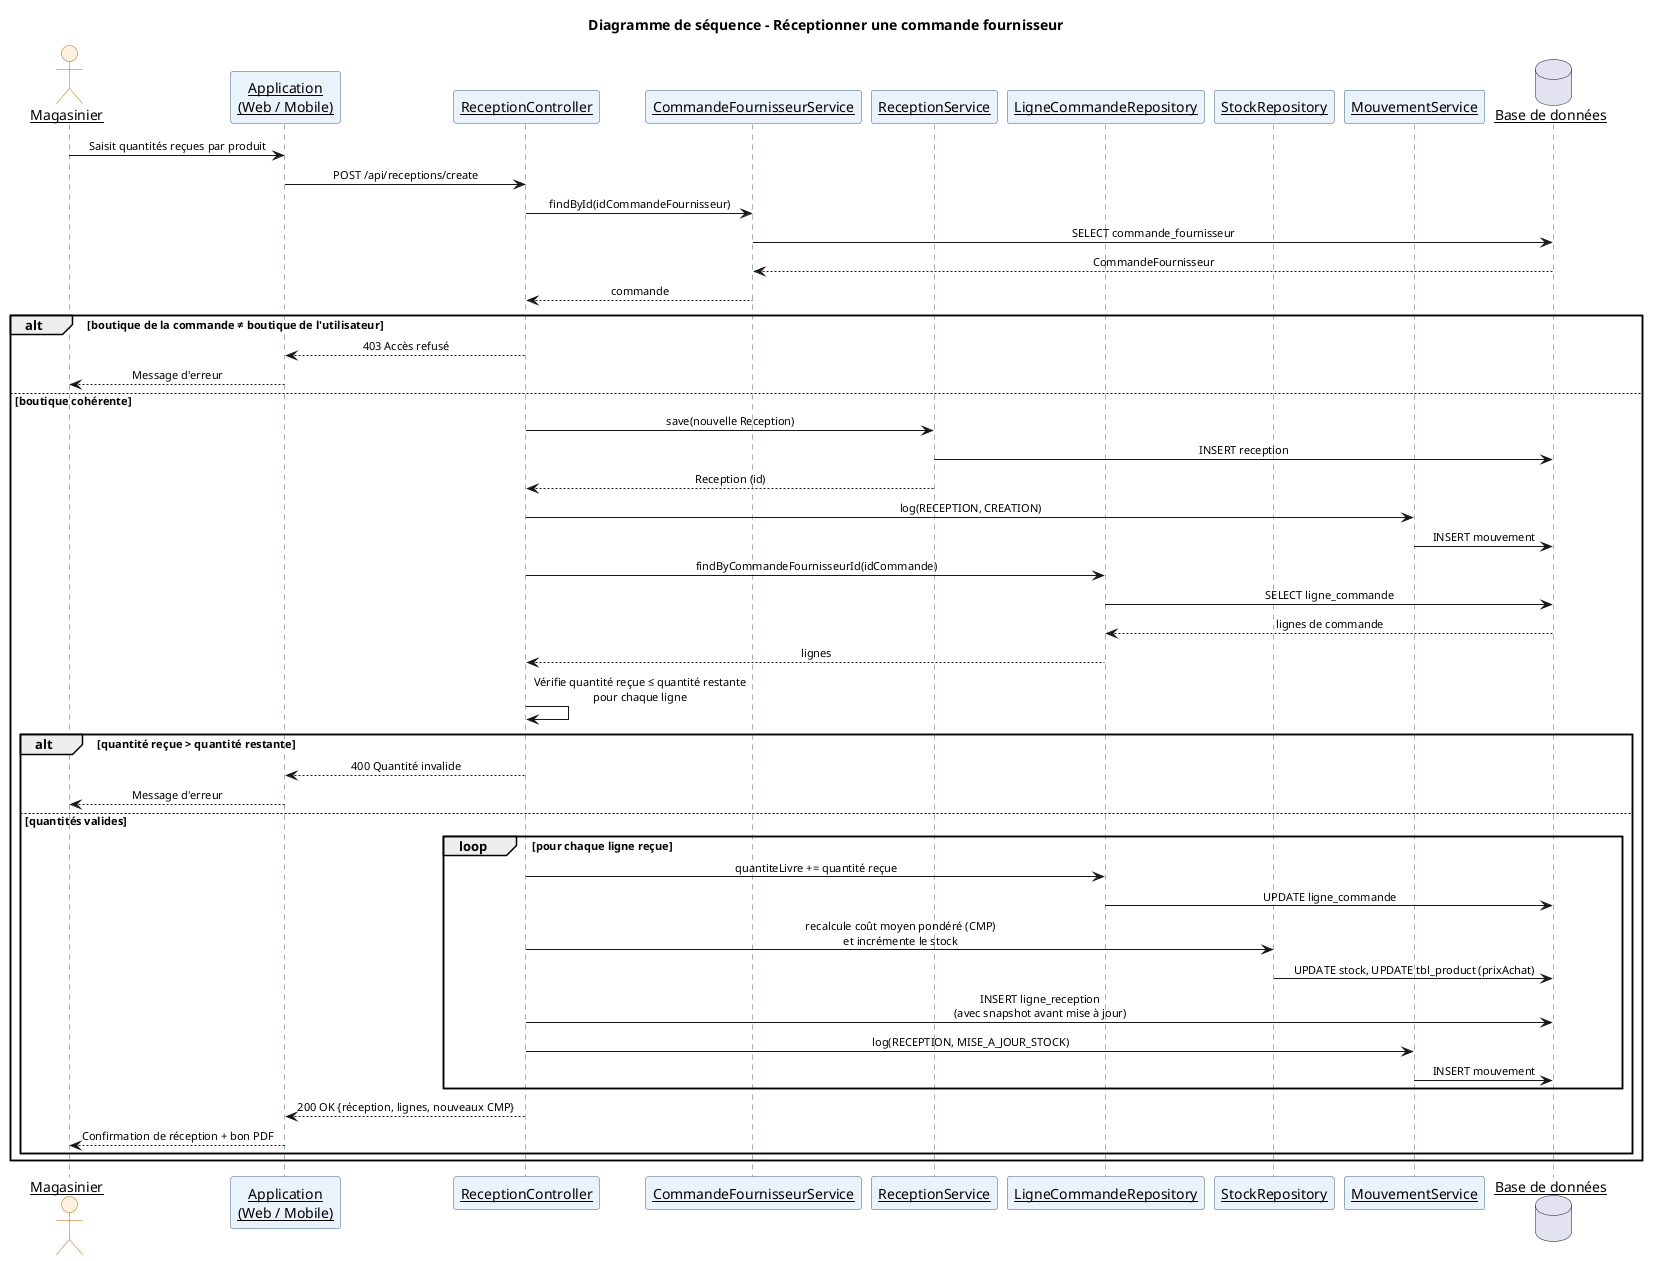 Diagramme de séquence - Réceptionner une commande fournisseur
Magasinier
Application
(Web / Mobile)
ReceptionController
CommandeFournisseurService
ReceptionService
LigneCommandeRepository
StockRepository
MouvementService
Base de données
Saisit quantités reçues par produit
POST /api/receptions/create
findById(idCommandeFournisseur)
SELECT commande_fournisseur
CommandeFournisseur
commande
alt [boutique de la commande ≠ boutique de l'utilisateur]
403 Accès refusé
Message d'erreur
[boutique cohérente]
save(nouvelle Reception)
INSERT reception
Reception (id)
log(RECEPTION, CREATION)
INSERT mouvement
findByCommandeFournisseurId(idCommande)
SELECT ligne_commande
lignes de commande
lignes
Vérifie quantité reçue ≤ quantité restante
pour chaque ligne
alt [quantité reçue > quantité restante]
400 Quantité invalide
Message d'erreur
[quantités valides]
loop [pour chaque ligne reçue]
quantiteLivre += quantité reçue
UPDATE ligne_commande
recalcule coût moyen pondéré (CMP)
et incrémente le stock
UPDATE stock, UPDATE tbl_product (prixAchat)
INSERT ligne_reception
(avec snapshot avant mise à jour)
log(RECEPTION, MISE_A_JOUR_STOCK)
INSERT mouvement
200 OK {réception, lignes, nouveaux CMP}
Confirmation de réception + bon PDF
Magasinier
Application
(Web / Mobile)
ReceptionController
CommandeFournisseurService
ReceptionService
LigneCommandeRepository
StockRepository
MouvementService
Base de données